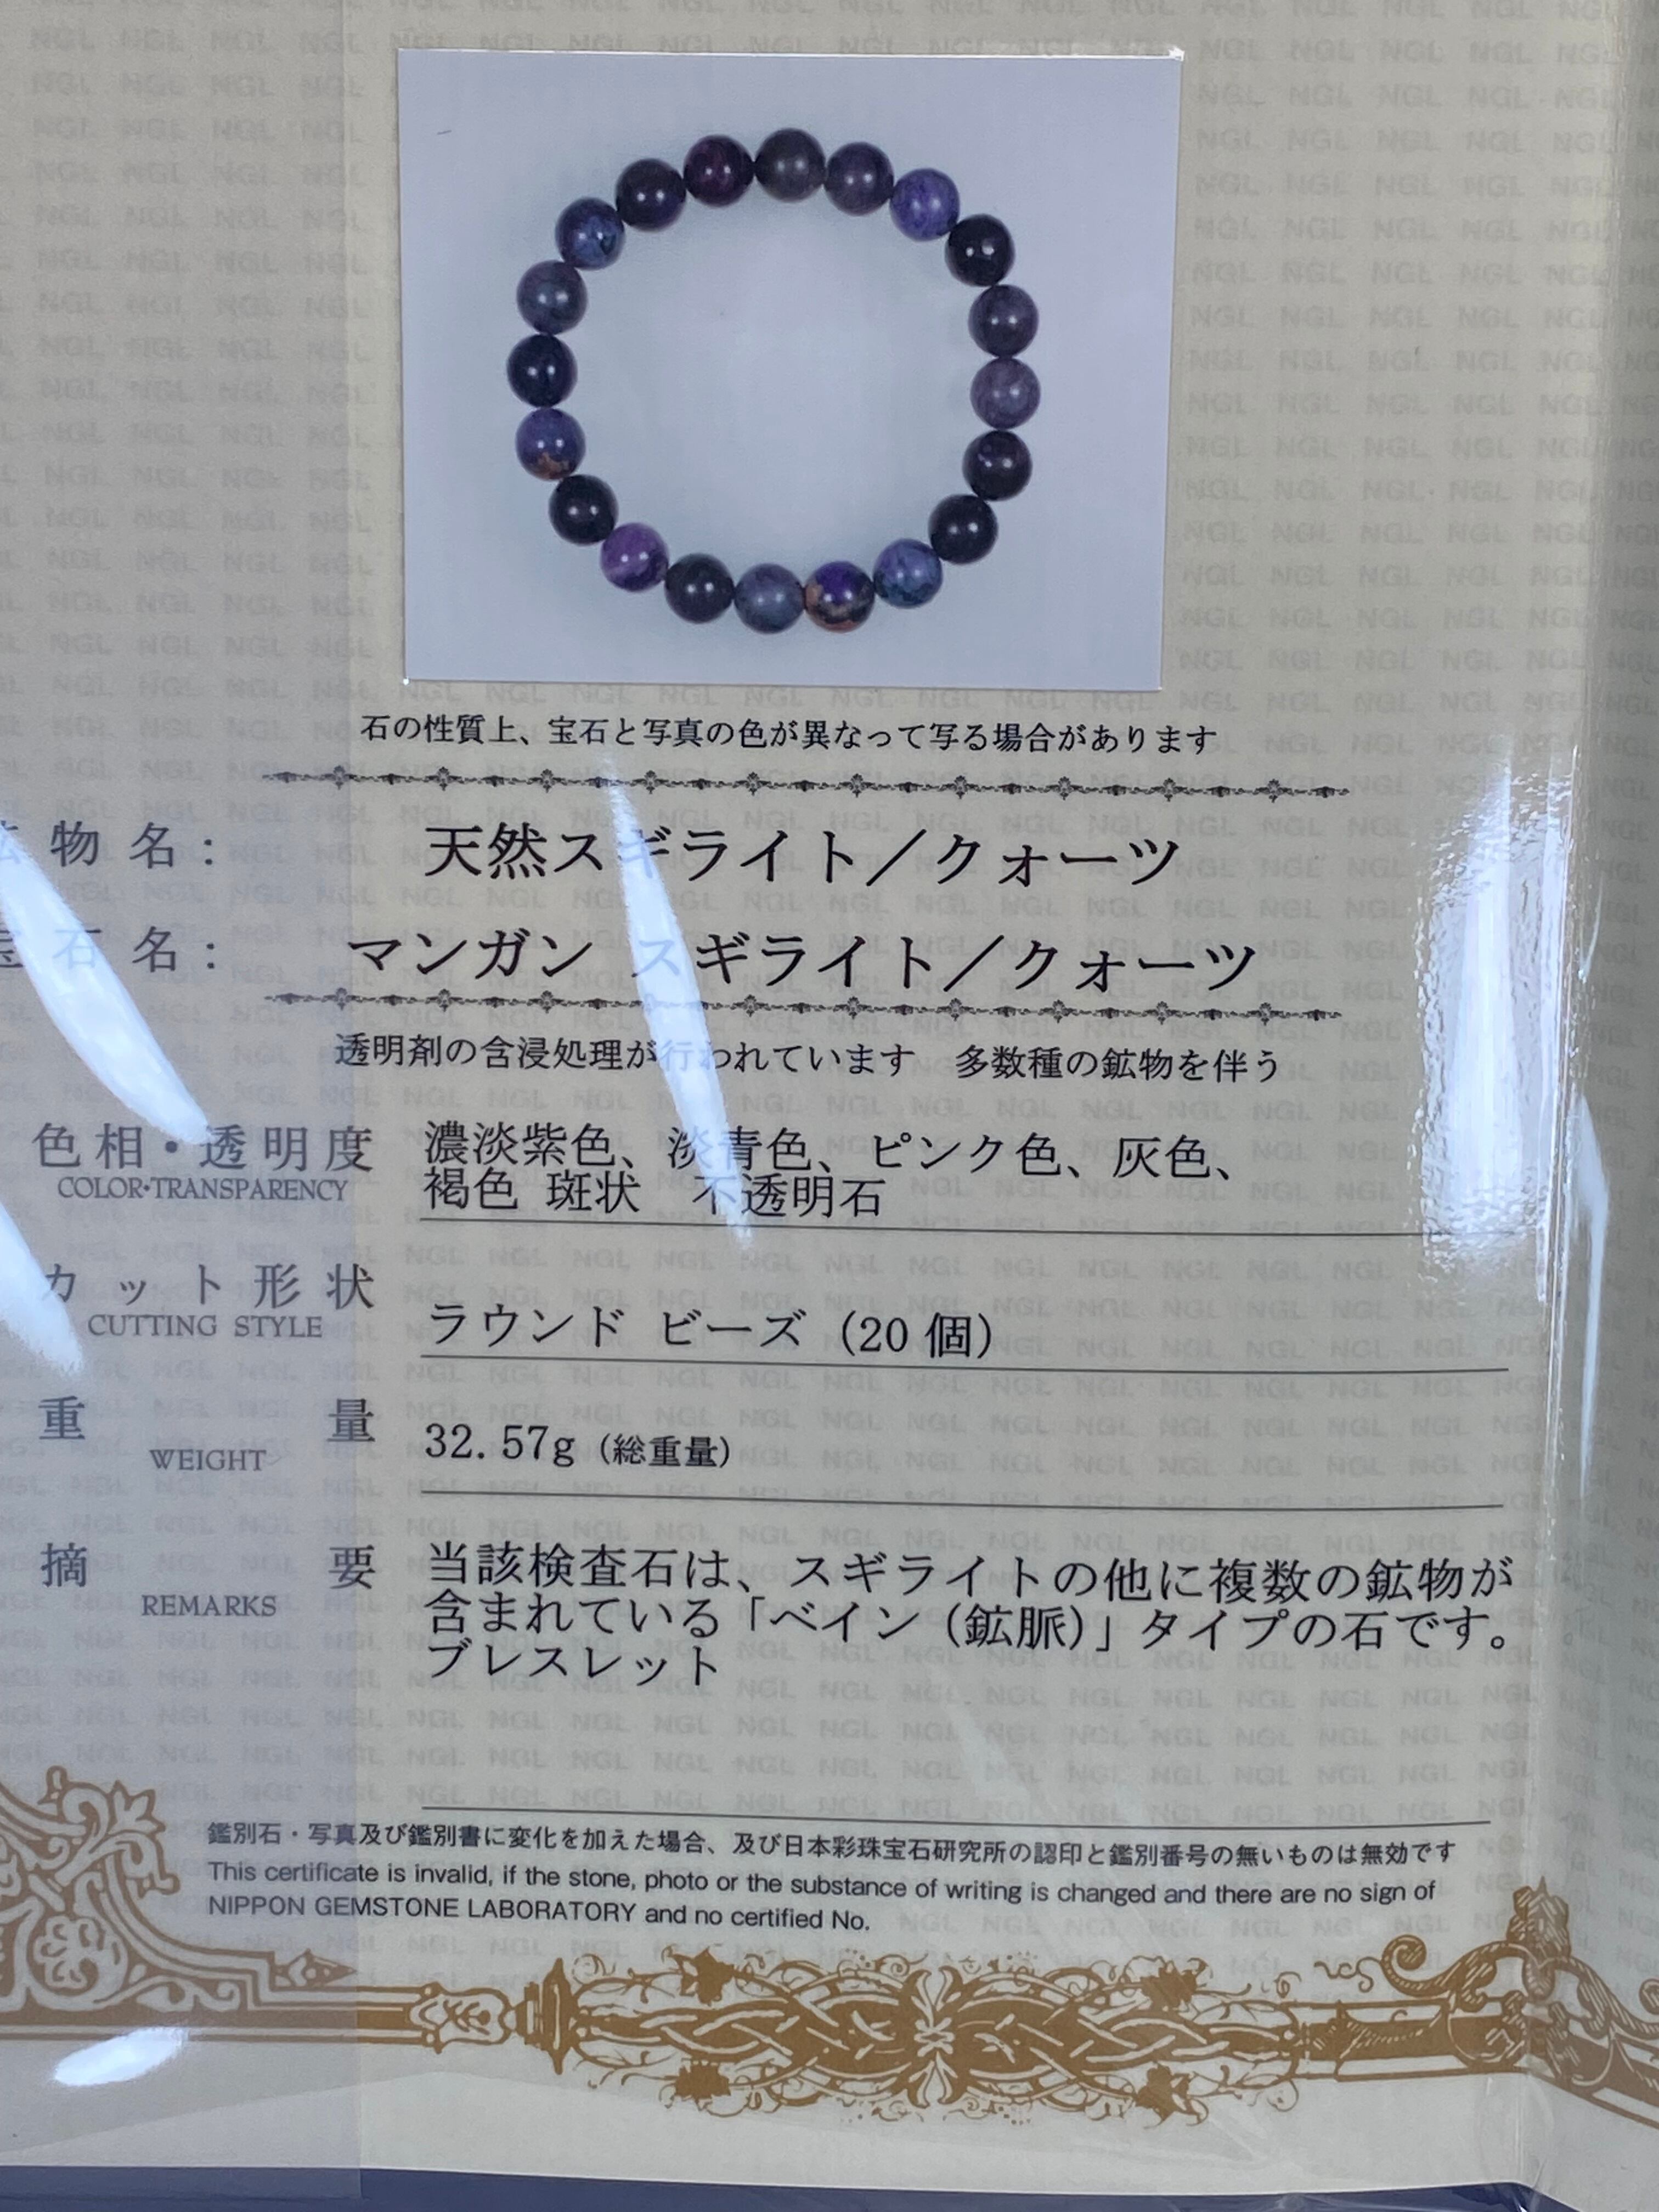 石の性質上、宝石と写真の色が異なって写る場合があります
鉱物名： 天然スギライト／クォーツ
宝石名： マンガン スギライト／クォーツ
透明剤の含浸処理が行われています 多数種の鉱物を伴う
色相・透明度 濃淡紫色、淡青色、ピンク色、灰色、
COLOR・TRANSPARENCY 褐色 斑状 不透明石
カット形状
CUTTING STYLE ラウンド ビーズ（20個）
重量 32.57g（総重量）
WEIGHT
摘要 当該検査石は、スギライトの他に複数の鉱物が
REMARKS 含まれている「ベイン（鉱脈）」タイプの石です。
ブレスレット
鑑別石・写真及び鑑別書に変化を加えた場合、及び日本彩珠宝石研究所の認印と鑑別番号の無いものは無効です
This certificate is invalid, if the stone, photo or the substance of writing is changed and there are no sign of
NIPPON GEMSTONE LABORATORY and no certified No.